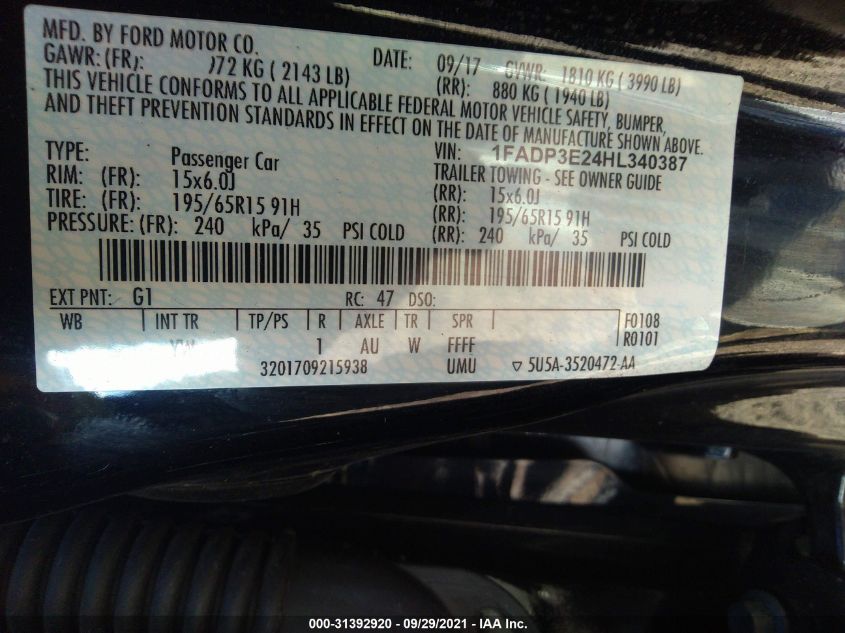 MFD. BY FORD MOTOR CO.
DATE: 09/17 GVWR: 1810 KG ( 3990 LB)
GAWR: (FR): 72 KG ( 2143 LB) (RR): 880 KG ( 1940 LB)
THIS VEHICLE CONFORMS TO ALL APPLICABLE FEDERAL MOTOR VEHICLE SAFETY, BUMPER,
AND THEFT PREVENTION STANDARDS IN EFFECT ON THE DATE OF MANUFACTURE SHOWN ABOVE.
VIN: 1FADP3E24HL340387
TYPE: Passenger Car TRAILER TOWING - SEE OWNER GUIDE
RIM: (FR): 15x6.0J (RR): 15x6.0J
TIRE: (FR): 195/65R15 91H (RR): 195/65R15 91H
PRESSURE: (FR): 240 kPa/ 35 PSI COLD (RR): 240 kPa/ 35 PSI COLD
EXT PNT: G1 RC: 47 DSO:
WB INT TR TP/PS R AXLE TR SPR F0108
R0101
1 AU W FFFF
3201709215938 UMU ▽ 5U5A-3520472-AA
000-31392920 - 09/29/2021 - IAA Inc.